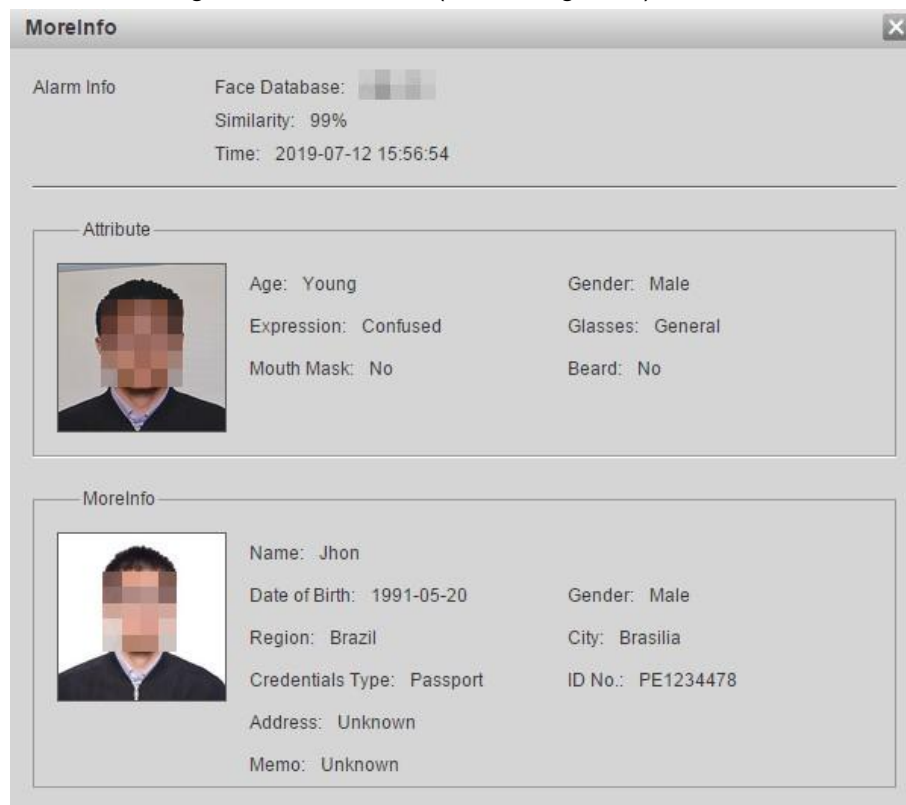 MoreInfo
Alarm Info Face Database:
Similarity: 99%
Time: 2019-07-12 15:56:54
Attribute
Age: Young Gender: Male
Expression: Confused Glasses: General
Mouth Mask: No Beard: No
MoreInfo
Name: Jhon
Date of Birth: 1991-05-20 Gender: Male
Region: Brazil City: Brasilia
Credentials Type: Passport ID No.: PE1234478
Address: Unknown
Memo: Unknown